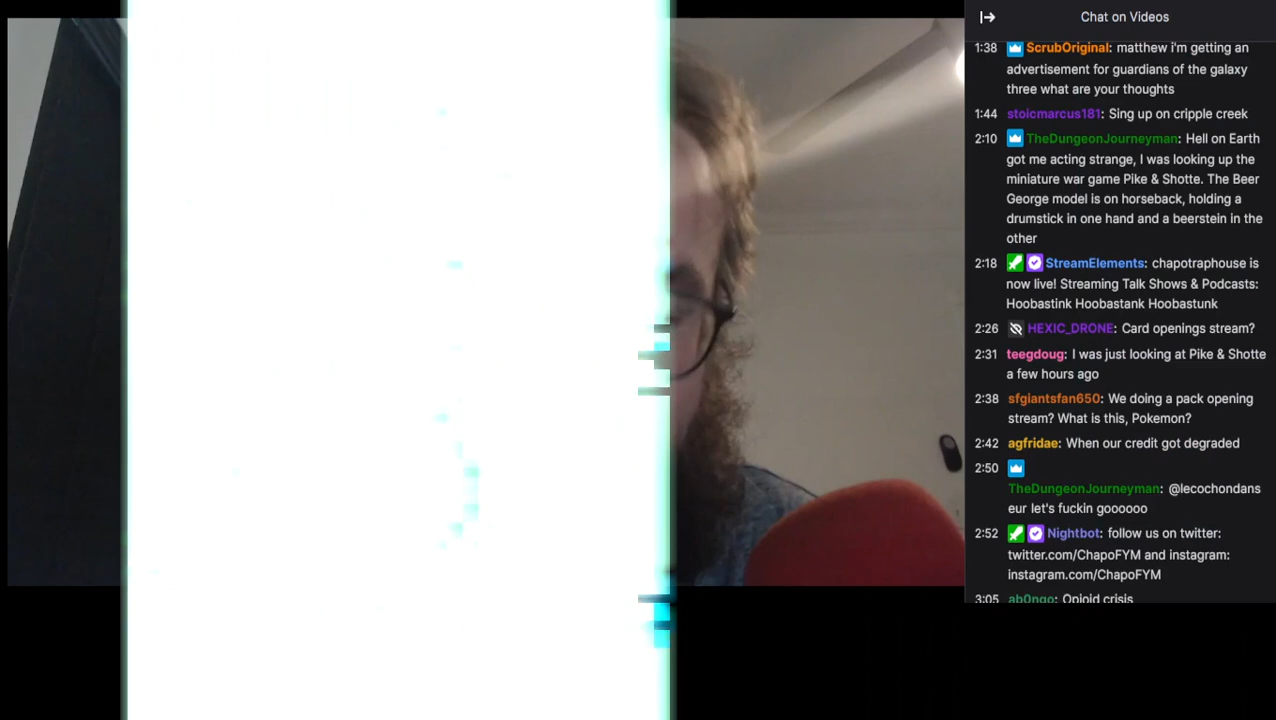 Chat on Videos
1:38 ScrubOriginal: matthew i'm getting an
advertisement for guardians of the galaxy
three what are your thoughts
1:44 stoicmarcus181: Sing up on cripple creek
2:10 TheDungeonJourneyman: Hell on Earth
got me acting strange, I was looking up the
miniature war game Pike & Shotte. The Beer
George model is on horseback, holding a
drumstick in one hand and a beerstein in the
other
2:18 StreamElements: chapotraphouse is
now live! Streaming Talk Shows & Podcasts:
Hoobastink Hoobastank Hoobastunk
2:26 HEXIC_DRONE: Card openings stream?
2:31 teegdoug: I was just looking at Pike & Shotte
a few hours ago
2:38 sfgiantsfan650: We doing a pack opening
stream? What is this, Pokemon?
2:42 agfridae: When our credit got degraded
2:50
TheDungeonJourneyman: @lecochondans
eur let's fuckin goooooo
2:52 Nightbot: follow us on twitter:
twitter.com/ChapoFYM and instagram:
instagram.com/ChapoFYM
3:05 ab0ngo: Opioid crisis